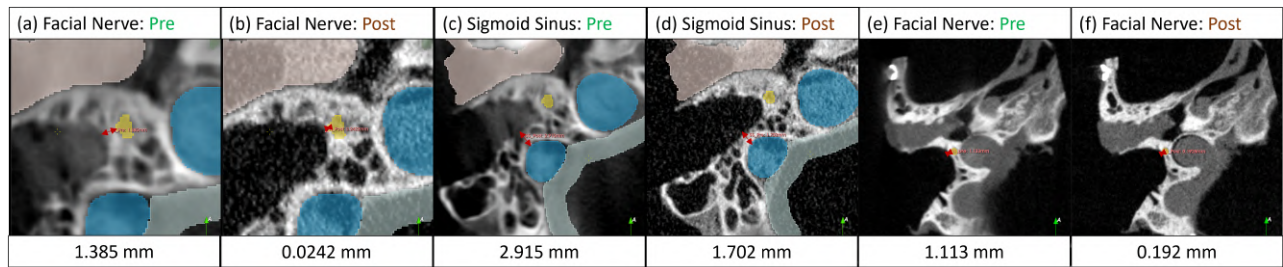 (a) Facial Nerve: Pre
(b) Facial Nerve: Post
(c) Sigmoid Sinus: Pre
(d) Sigmoid Sinus: Post
(e) Facial Nerve: Pre
(f) Facial Nerve: Post
1.385 mm
0.0242 mm
2.915 mm
1.702 mm
1.113 mm
0.192 mm